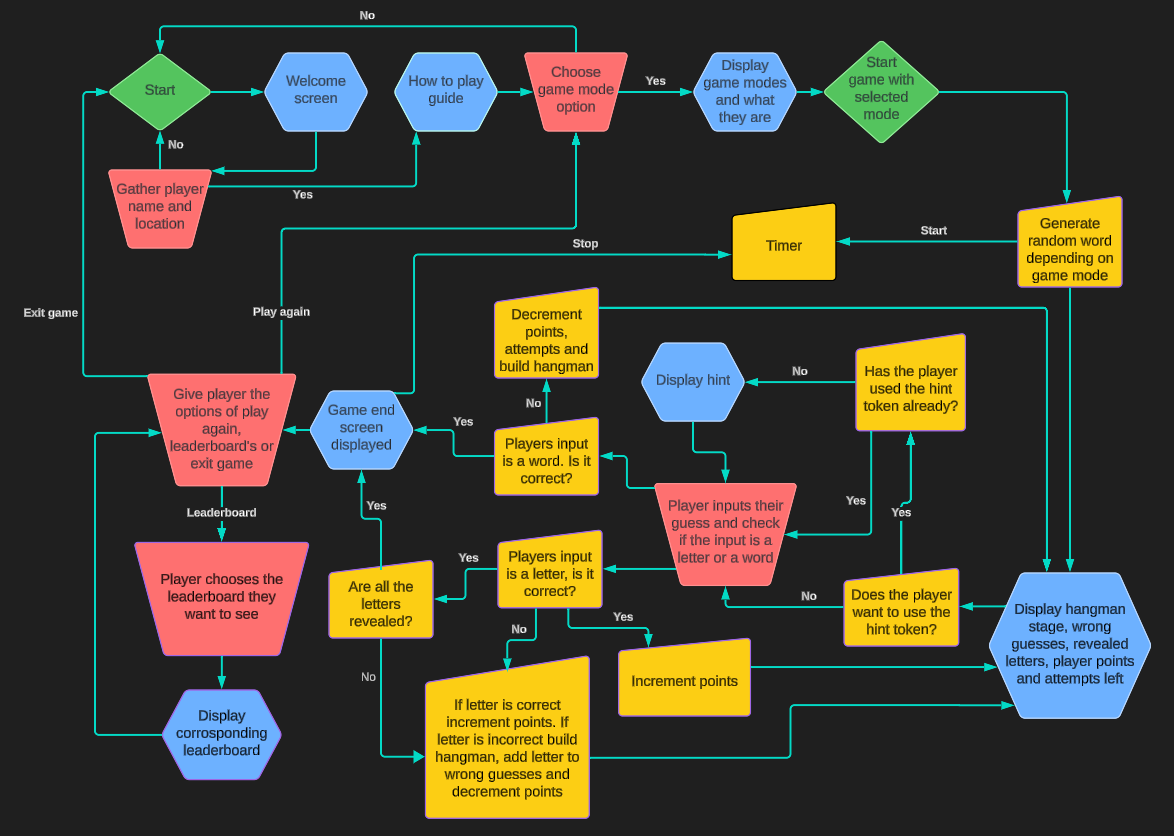 No
Start
Welcome
screen
How to play
guide
Choose
game mode
option
Yes
Display
game modes
and what
they are
Start
game with
selected
mode
No
Gather player
name and
location
Yes
Generate
random word
depending on
game mode
Start
Timer
Stop
Exit game
Play again
Decrement
points,
attempts and
build hangman
Display hint
No
Has the player
used the hint
token already?
Give player the
options of play
again,
leaderboard's or
exit game
Game end
screen
displayed
Yes
No
Players input
is a word. Is it
correct?
Leaderboard
Yes
Player inputs their
guess and check
if the input is a
letter or a word
Yes
Yes
Player chooses the
leaderboard they
want to see
Are all the
letters
revealed?
Yes
Players input
is a letter, is it
correct?
No
Does the player
want to use the
hint token?
Display hangman
stage, wrong
guesses, revealed
letters, player points
and attempts left
No
Yes
No
Increment points
Display
corrosponding
leaderboard
If letter is correct
increment points. If
letter is incorrect build
hangman, add letter to
wrong guesses and
decrement points